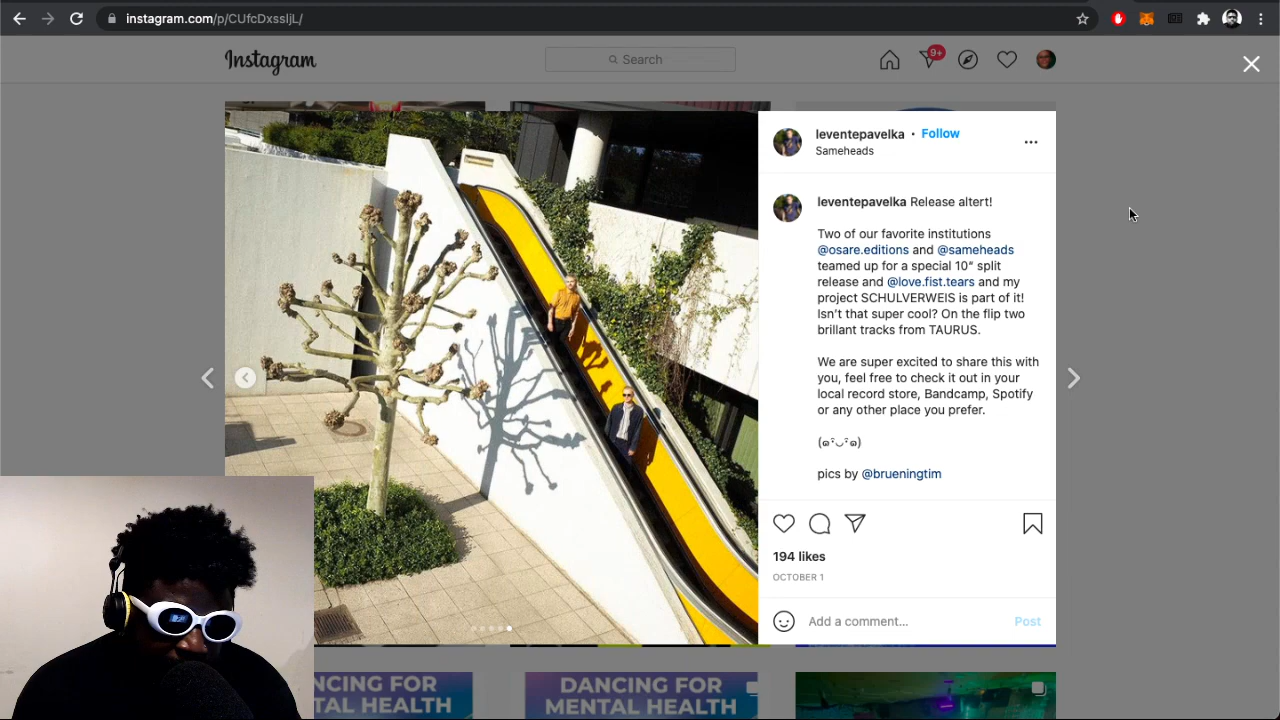 instagram.com/p/CUfcDxssljL/
Instagram
Search
9+
leventepavelka • Follow
Sameheads
leventepavelka Release altert!
Two of our favorite institutions
@osare.editions and @sameheads
teamed up for a special 10“ split
release and @love.fist.tears and my
project SCHULVERWEIS is part of it!
Isn’t that super cool? On the flip two
brillant tracks from TAURUS.
We are super excited to share this with
you, feel free to check it out in your
local record store, Bandcamp, Spotify
or any other place you prefer.
(๑˃̵ᴗ˂̵๑)
pics by @brueningtim
194 likes
OCTOBER 1
Add a comment…
Post
DANCING FOR
TAL HEALTH
DANCING FOR
MENTAL HEALTH